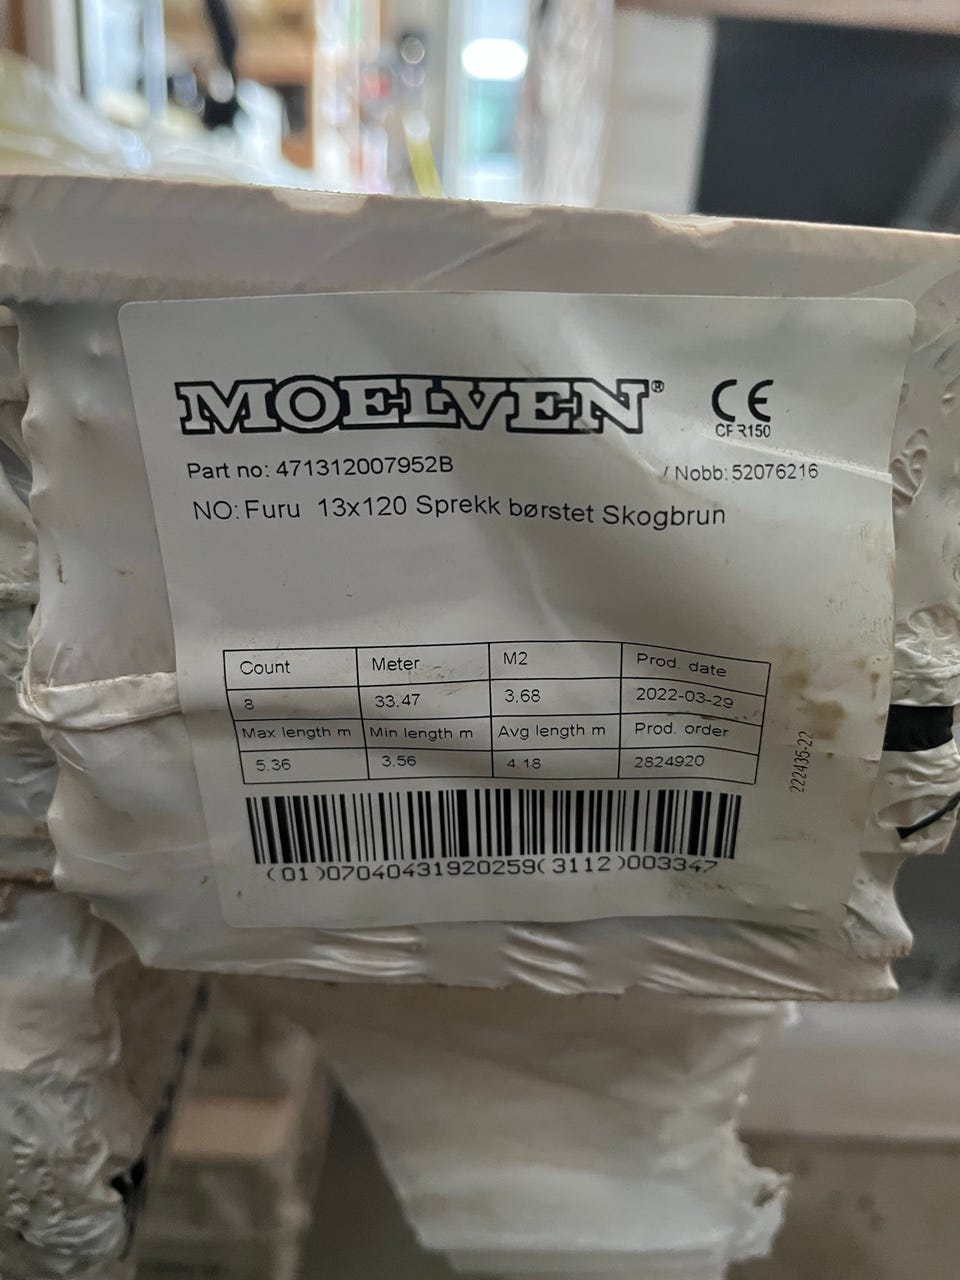 MOELVEN®
CE
CPR150
Part no: 471312007952B / Nobb: 52076216
NO: Furu 13x120 Sprekk børstet Skogbrun
Count Meter M2 Prod. date
8 33.47 3.68 2022-03-29
Max length m Min length m Avg length m Prod. order
5.36 3.56 4.18 2824920
222435-22
(01)07040431920259(3112)003347